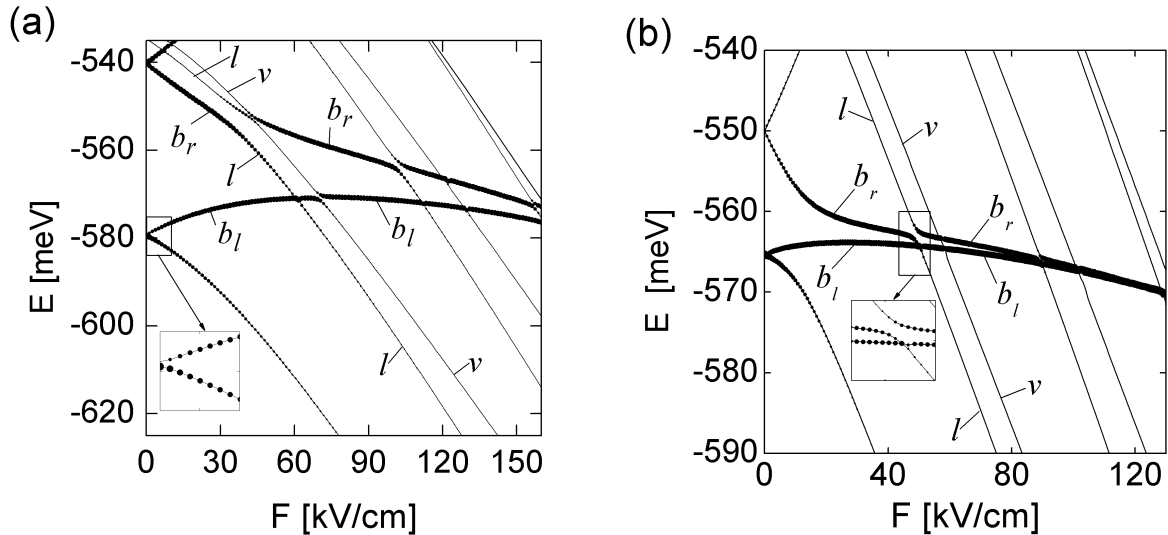 (a)
-540
-560
-580
-600
-620
E [meV]
0 30 60 90 120 150
F [kV/cm]
l
v
b_r
b_r
l
b_l
b_l
l
v
(b)
-540
-550
-560
-570
-580
-590
E [meV]
0 40 80 120
F [kV/cm]
l
v
b_r
b_r
b_l
b_l
v
l